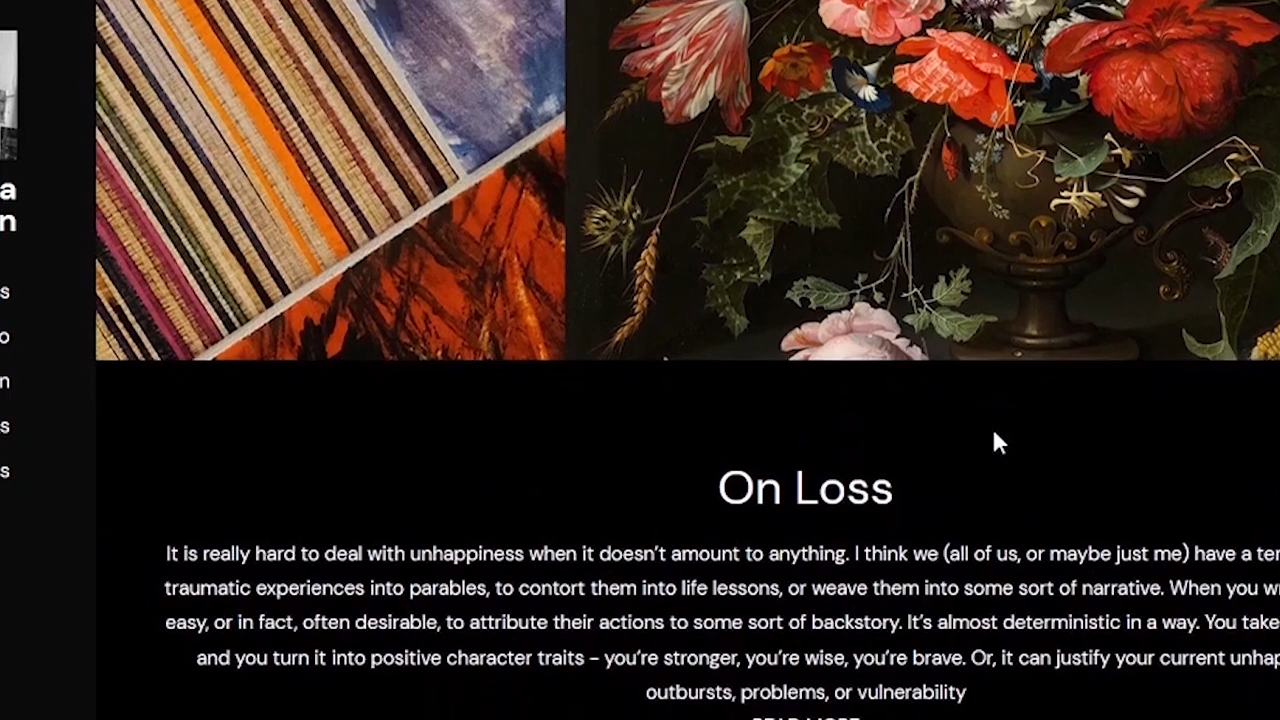 On Loss
It is really hard to deal with unhappiness when it doesn't amount to anything. I think we (all of us, or maybe just me) have a
traumatic experiences into parables, to contort them into life lessons, or weave them into some sort of narrative. When you
easy, or in fact, often desirable, to attribute their actions to some sort of backstory. It's almost deterministic in a way. You take
and you turn it into positive character traits – you're stronger, you're wise, you're brave. Or, it can justify your current
outbursts, problems, or vulnerability